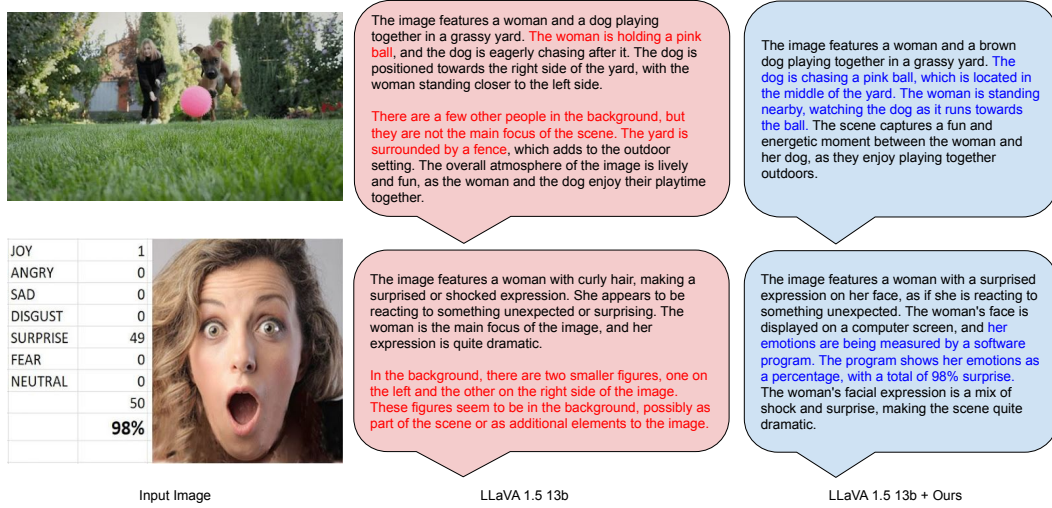 The image features a woman and a dog playing
together in a grassy yard. The woman is holding a pink
ball, and the dog is eagerly chasing after it. The dog is
positioned towards the right side of the yard, with the
woman standing closer to the left side.
There are a few other people in the background, but
they are not the main focus of the scene. The yard is
surrounded by a fence, which adds to the outdoor
setting. The overall atmosphere of the image is lively
and fun, as the woman and the dog enjoy their playtime
together.
The image features a woman and a brown
dog playing together in a grassy yard. The
dog is chasing a pink ball, which is located in
the middle of the yard. The woman is standing
nearby, watching the dog as it runs towards
the ball. The scene captures a fun and
energetic moment between the woman and
her dog, as they enjoy playing together
outdoors.
JOY 1
ANGRY 0
SAD 0
DISGUST 0
SURPRISE 49
FEAR 0
NEUTRAL 0
50
98%
The image features a woman with curly hair, making a
surprised or shocked expression. She appears to be
reacting to something unexpected or surprising. The
woman is the main focus of the image, and her
expression is quite dramatic.
In the background, there are two smaller figures, one on
the left and the other on the right side of the image.
These figures seem to be in the background, possibly as
part of the scene or as additional elements to the image.
The image features a woman with a surprised
expression on her face, as if she is reacting to
something unexpected. The woman's face is
displayed on a computer screen, and her
emotions are being measured by a software
program. The program shows her emotions as
a percentage, with a total of 98% surprise.
The woman's facial expression is a mix of
shock and surprise, making the scene quite
dramatic.
Input Image
LLaVA 1.5 13b
LLaVA 1.5 13b + Ours